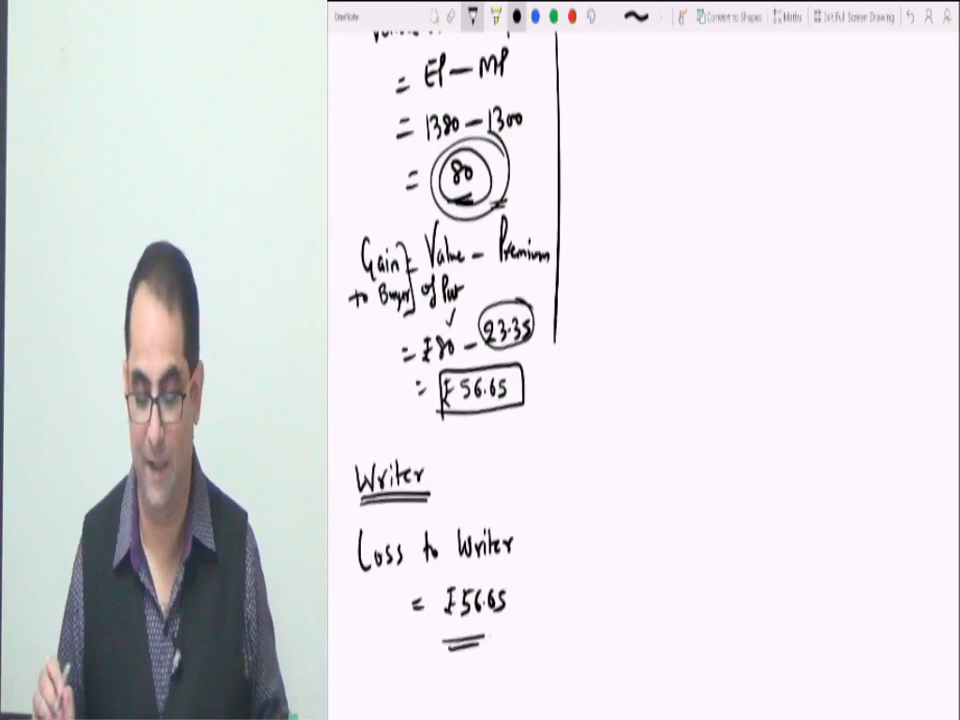 OneNote
Convert to Shapes Maths Exit Full Screen Drawing
= EP — MP
= 1380 — 1300
= 80
Gain = Value — Premium
to Buyer of Put
= ₹80 — 23.35
= ₹56.65
Writer
Loss to Writer
= ₹56.65